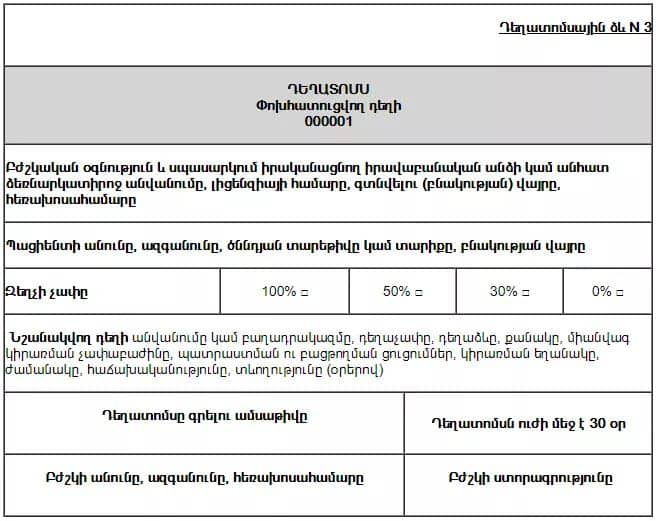 Դեղատոմսային ձև N 3
ԴԵՂԱՏՈՄՍ
Փոխհատուցվող դեղի
000001
Բժշկական օգնություն և սպասարկում իրականացնող իրավաբանական անձի կամ անհատ
ձեռնարկատիրոջ անվանումը, լիցենզիայի համարը, գտնվելու (բնակության) վայրը,
հեռախոսահամարը
Պացիենտի անունը, ազգանունը, ծննդյան տարեթիվը կամ տարիքը, բնակության վայրը
Զեղչի չափը 100% □ 50% □ 30% □ 0% □
Նշանակվող դեղի անվանումը կամ բաղադրակազմը, դեղաչափը, դեղաձևը, քանակը, միանվագ
կիրառման չափաբաժինը, պատրաստման ու բացթողման ցուցումներ, կիրառման եղանակը,
ժամանակը, հաճախականությունը, տևողությունը (օրերով)
Դեղատոմսը գրելու ամսաթիվը Դեղատոմսն ուժի մեջ է 30 օր
Բժշկի անունը, ազգանունը, հեռախոսահամարը Բժշկի ստորագրությունը